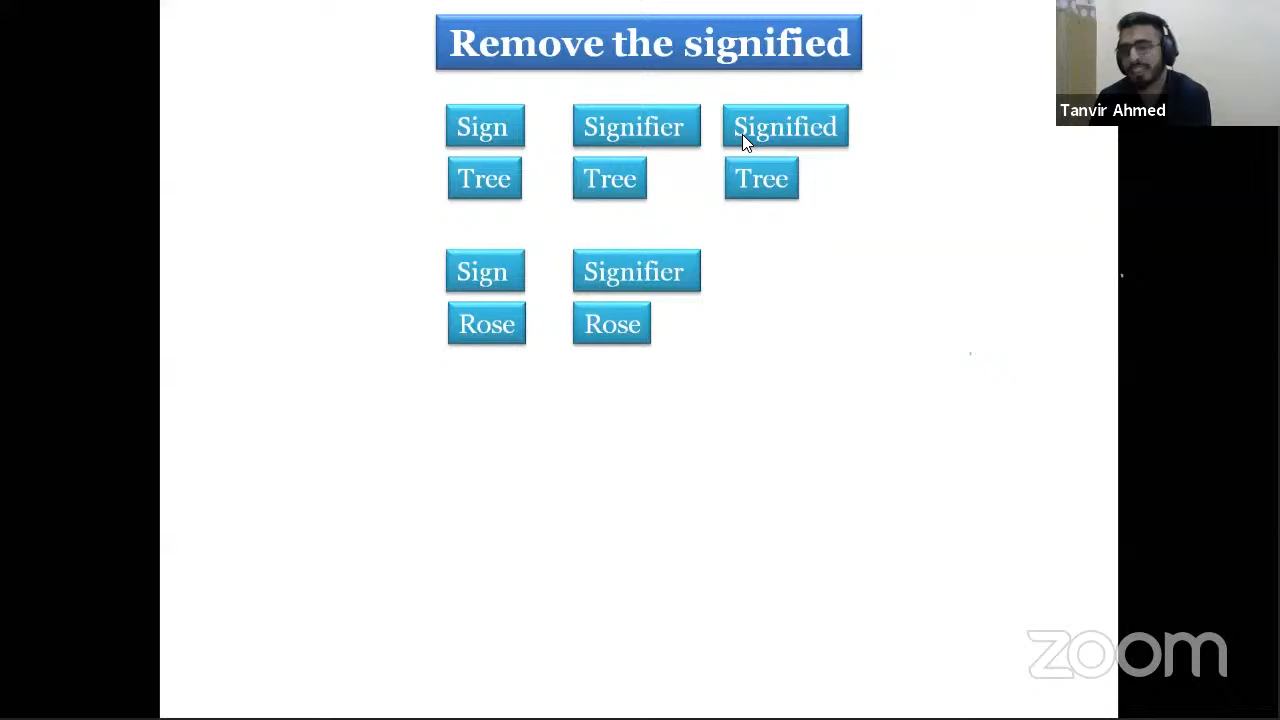 Remove the signified
Tanvir Ahmed
Sign Signifier Signified
Tree Tree Tree
Sign Signifier
Rose Rose
zoom